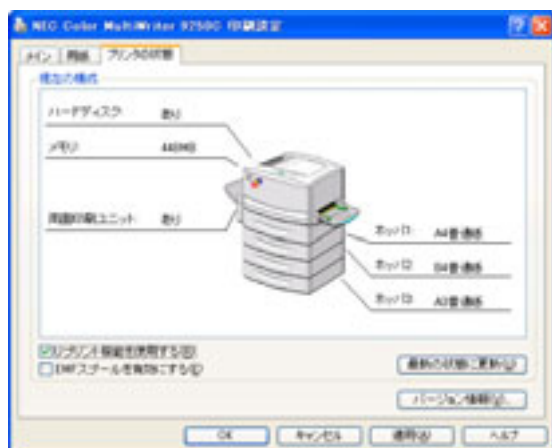 NEC Color MultiWriter 9250C 印刷設定
メイン 用紙 プリンタの状態
現在の構成
ハードディスク: あり
メモリ: 448MB
両面印刷ユニット: あり
ホッパ1: A4普通紙
ホッパ2: B4普通紙
ホッパ3: A3普通紙
リプリント機能を使用する(R)
EMFスプールを有効にする(E)
最新の状態に更新(U)
バージョン情報(V)...
OK キャンセル 適用(A) ヘルプ